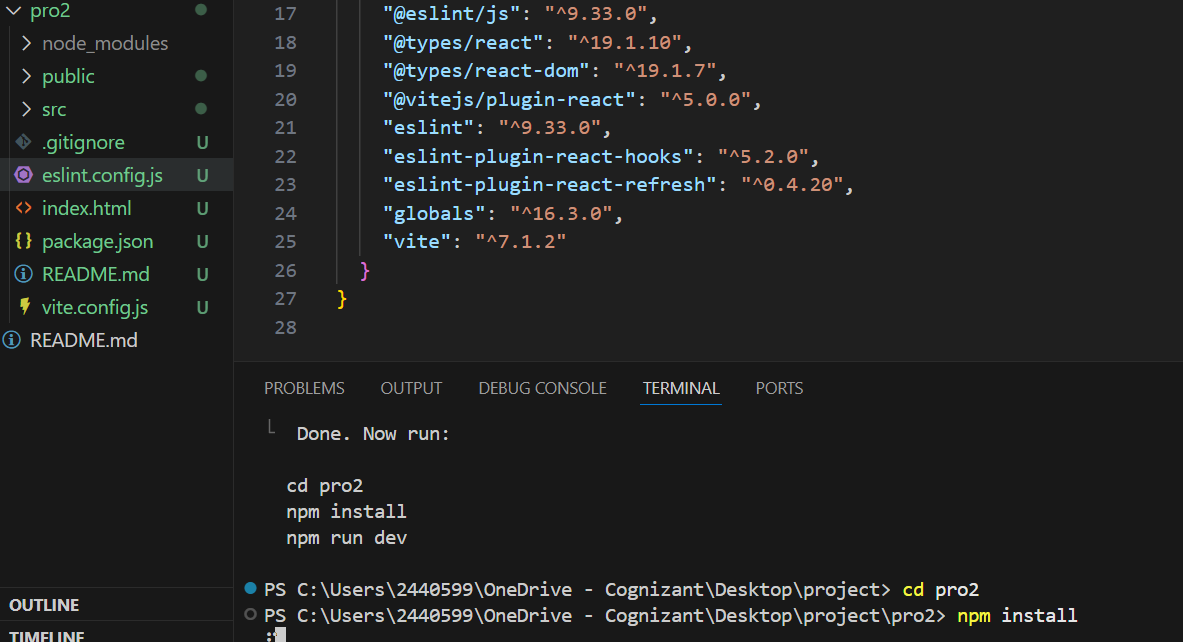 pro2
node_modules
public
src
.gitignore U
eslint.config.js U
index.html U
package.json U
README.md U
vite.config.js U
README.md
OUTLINE
TIMELINE
17 "@eslint/js": "^9.33.0",
18 "@types/react": "^19.1.10",
19 "@types/react-dom": "^19.1.7",
20 "@vitejs/plugin-react": "^5.0.0",
21 "eslint": "^9.33.0",
22 "eslint-plugin-react-hooks": "^5.2.0",
23 "eslint-plugin-react-refresh": "^0.4.20",
24 "globals": "^16.3.0",
25 "vite": "^7.1.2"
26 }
27 }
28
PROBLEMS OUTPUT DEBUG CONSOLE TERMINAL PORTS
└ Done. Now run:
cd pro2
npm install
npm run dev
PS C:\Users\2440599\OneDrive - Cognizant\Desktop\project> cd pro2
PS C:\Users\2440599\OneDrive - Cognizant\Desktop\project\pro2> npm install